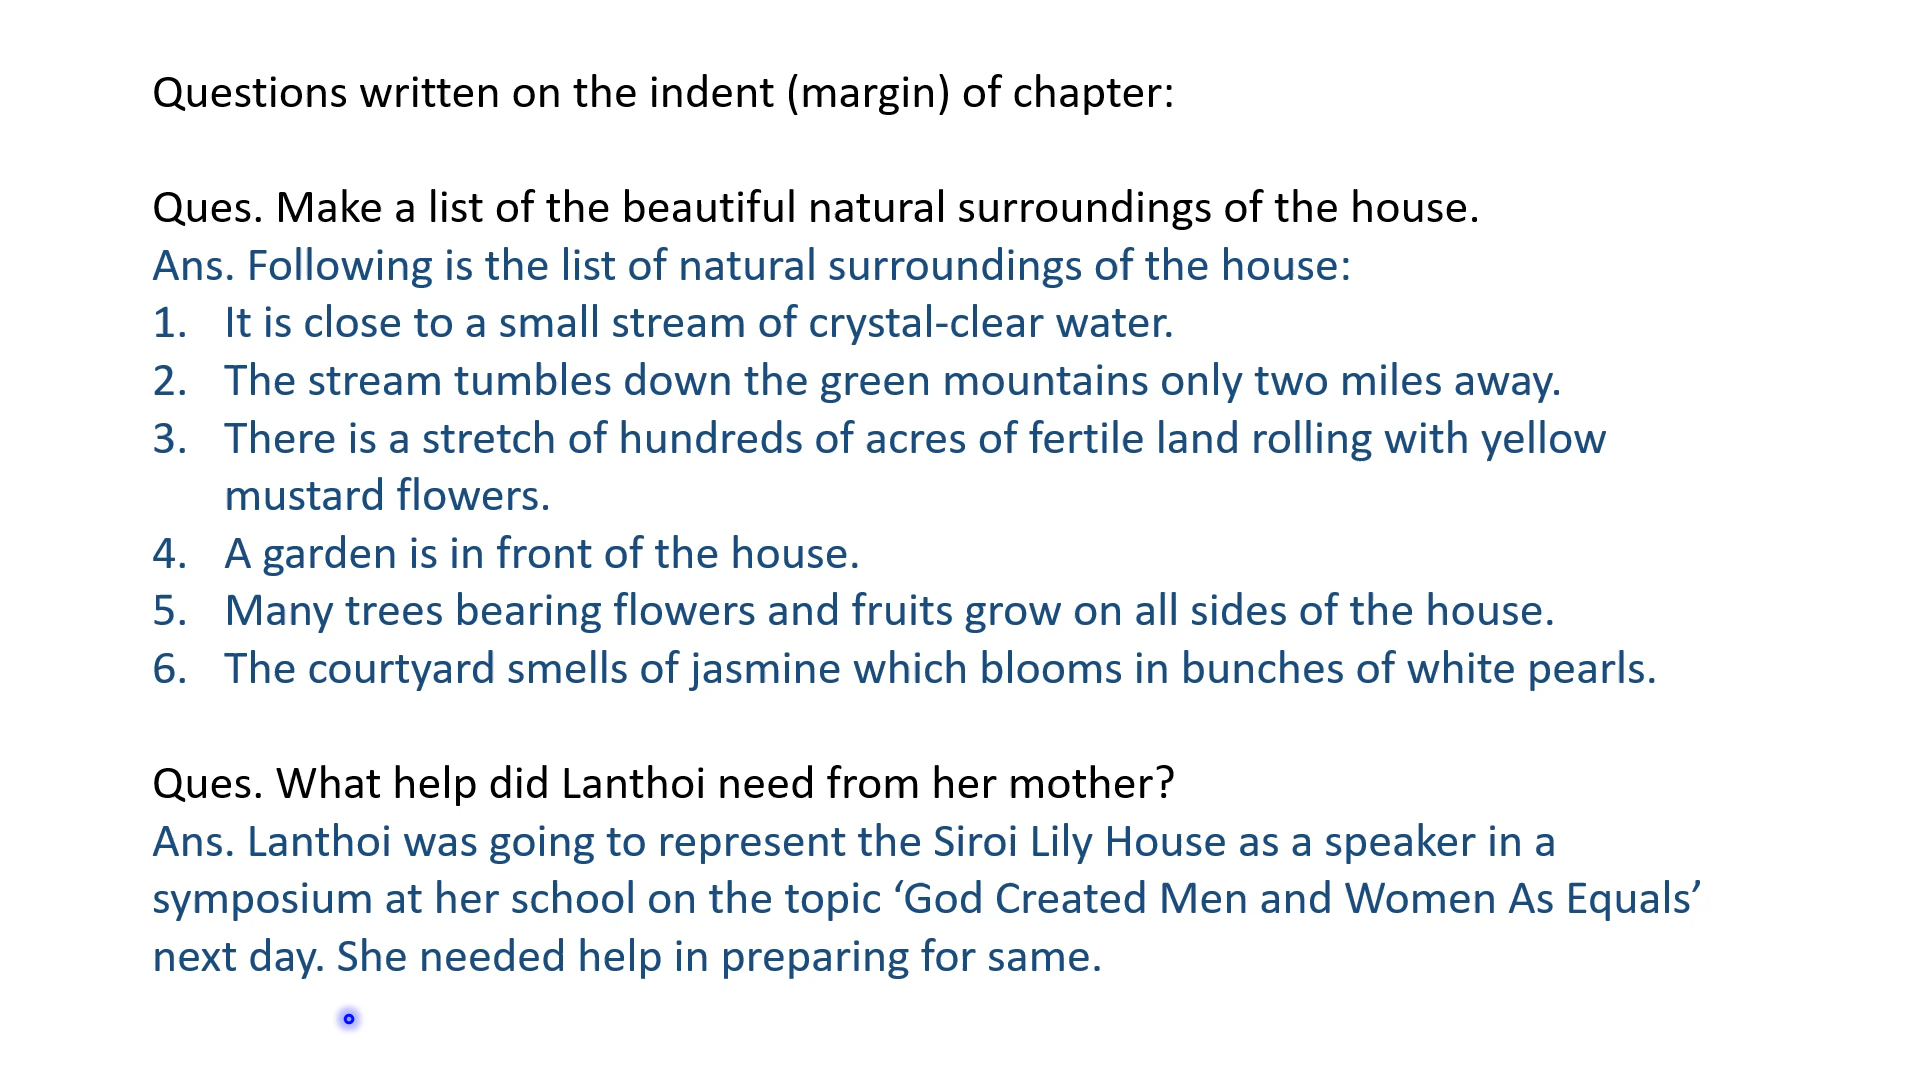 Questions written on the indent (margin) of chapter:
Ques. Make a list of the beautiful natural surroundings of the house.
Ans. Following is the list of natural surroundings of the house:
1. It is close to a small stream of crystal-clear water.
2. The stream tumbles down the green mountains only two miles away.
3. There is a stretch of hundreds of acres of fertile land rolling with yellow
mustard flowers.
4. A garden is in front of the house.
5. Many trees bearing flowers and fruits grow on all sides of the house.
6. The courtyard smells of jasmine which blooms in bunches of white pearls.
Ques. What help did Lanthoi need from her mother?
Ans. Lanthoi was going to represent the Siroi Lily House as a speaker in a
symposium at her school on the topic ‘God Created Men and Women As Equals’
next day. She needed help in preparing for same.